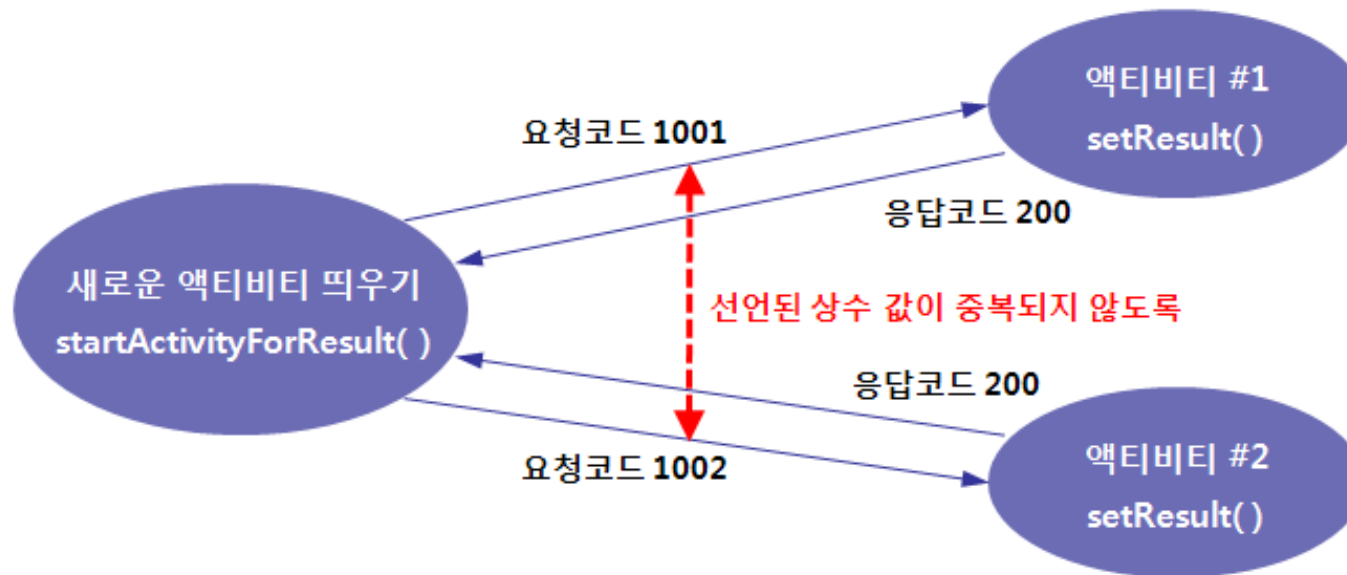 액티비티 #1
setResult( )
요청코드 1001
응답코드 200
새로운 액티비티 띄우기
startActivityForResult( )
선언된 상수 값이 중복되지 않도록
응답코드 200
요청코드 1002
액티비티 #2
setResult( )